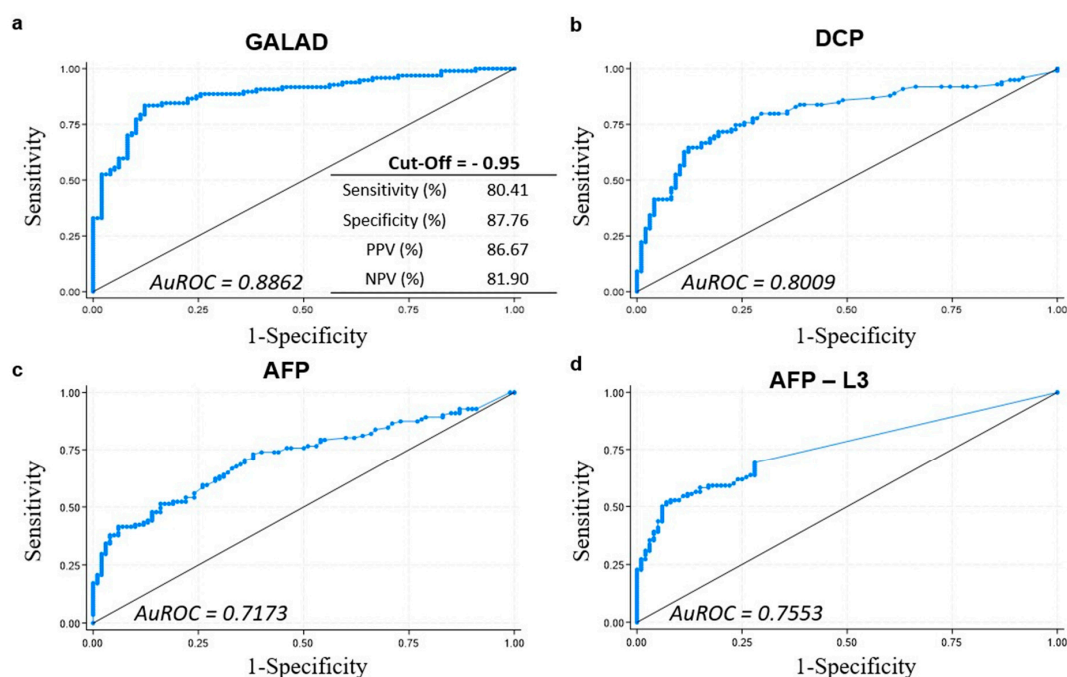 a
GALAD
1.00
0.75
0.50
0.25
0.00
Sensitivity
Cut-Off = - 0.95
Sensitivity (%) 80.41
Specificity (%) 87.76
PPV (%) 86.67
NPV (%) 81.90
AuROC = 0.8862
0.00 0.25 0.50 0.75 1.00
1-Specificity
b
DCP
1.00
0.75
0.50
0.25
0.00
Sensitivity
AuROC = 0.8009
0.00 0.25 0.50 0.75 1.00
1-Specificity
c
AFP
1.00
0.75
0.50
0.25
0.00
Sensitivity
AuROC = 0.7173
0.00 0.25 0.50 0.75 1.00
1-Specificity
d
AFP – L3
1.00
0.75
0.50
0.25
0.00
Sensitivity
AuROC = 0.7553
0.00 0.25 0.50 0.75 1.00
1-Specificity